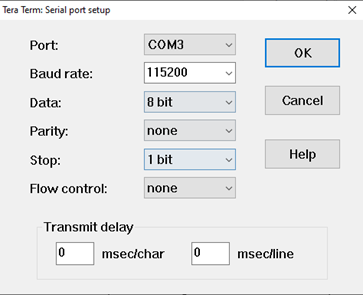 Tera Term: Serial port setup
Port: COM3
OK
Baud rate: 115200
Data: 8 bit
Cancel
Parity: none
Stop: 1 bit
Help
Flow control: none
Transmit delay
0 msec/char 0 msec/line